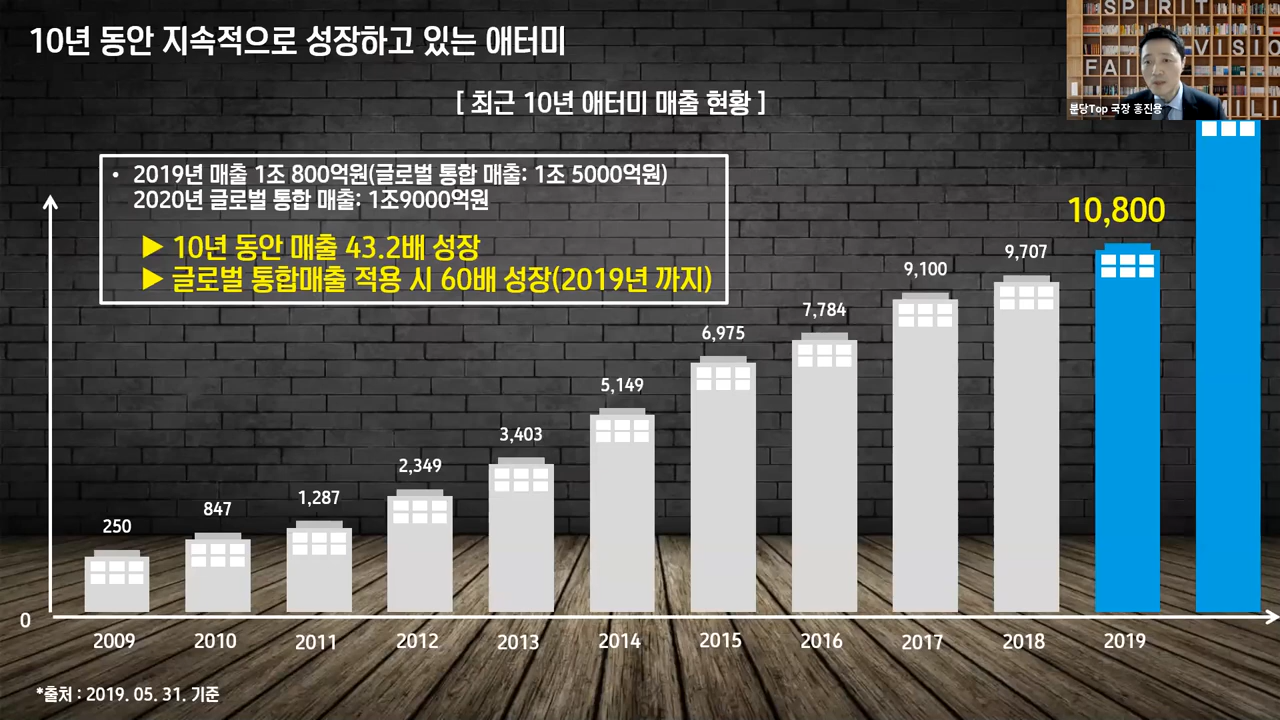 10년 동안 지속적으로 성장하고 있는 애터미
[ 최근 10년 애터미 매출 현황 ]
SPIRIT
VISIO
FAI
분당Top 국장 홍진용
• 2019년 매출 1조 800억원(글로벌 통합 매출: 1조 5000억원)
2020년 글로벌 통합 매출: 1조9000억원
▶ 10년 동안 매출 43.2배 성장
▶ 글로벌 통합매출 적용 시 60배 성장(2019년 까지)
250
847
1,287
2,349
3,403
5,149
6,975
7,784
9,100
9,707
10,800
0
2009 2010 2011 2012 2013 2014 2015 2016 2017 2018 2019
*출처 : 2019. 05. 31. 기준